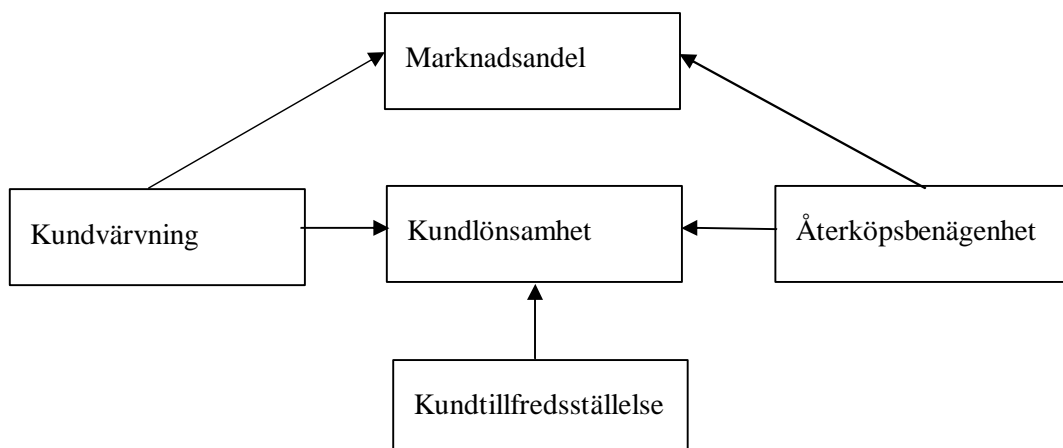 Marknadsandel
Kundvärvning
Kundlönsamhet
Återköpsbenägenhet
Kundtillfredsställelse